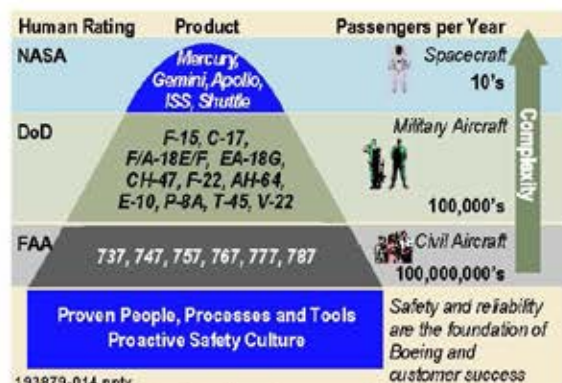 Human Rating Product Passengers per Year
NASA
Mercury,
Gemini, Apollo,
ISS, Shuttle
Spacecraft
10's
DoD
F-15, C-17,
F/A-18E/F, EA-18G,
CH-47, F-22, AH-64,
E-10, P-8A, T-45, V-22
Military Aircraft
100,000's
FAA
737, 747, 757, 767, 777, 787
Civil Aircraft
100,000,000's
Complexity
Proven People, Processes and Tools
Proactive Safety Culture
Safety and reliability
are the foundation of
Boeing and
customer success